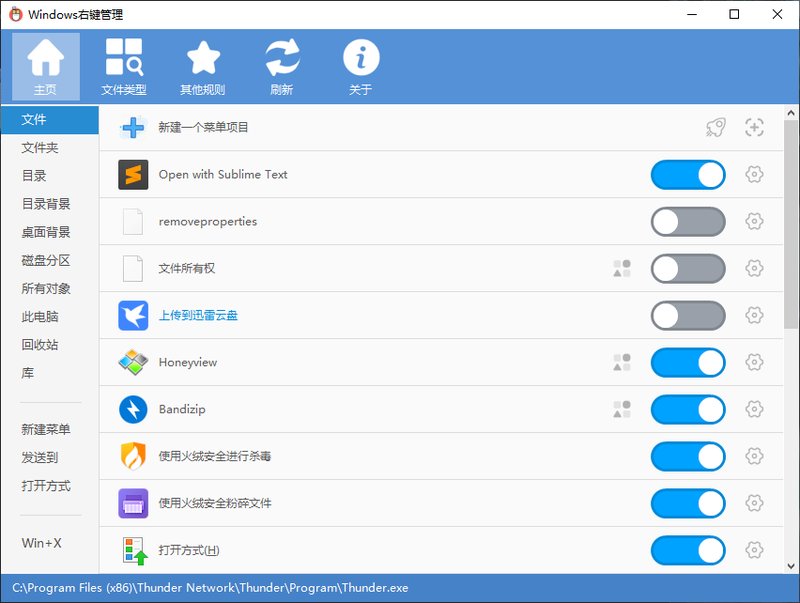 Windows右键管理
主页
文件类型
其他规则
刷新
关于
文件
文件夹
目录
目录背景
桌面背景
磁盘分区
所有对象
此电脑
回收站
库
新建菜单
发送到
打开方式
Win+X
新建一个菜单项目
Open with Sublime Text
removeproperties
文件所有权
上传到迅雷云盘
Honeyview
Bandizip
使用火绒安全进行杀毒
使用火绒安全粉碎文件
打开方式(H)
C:\Program Files (x86)\Thunder Network\Thunder\Program\Thunder.exe